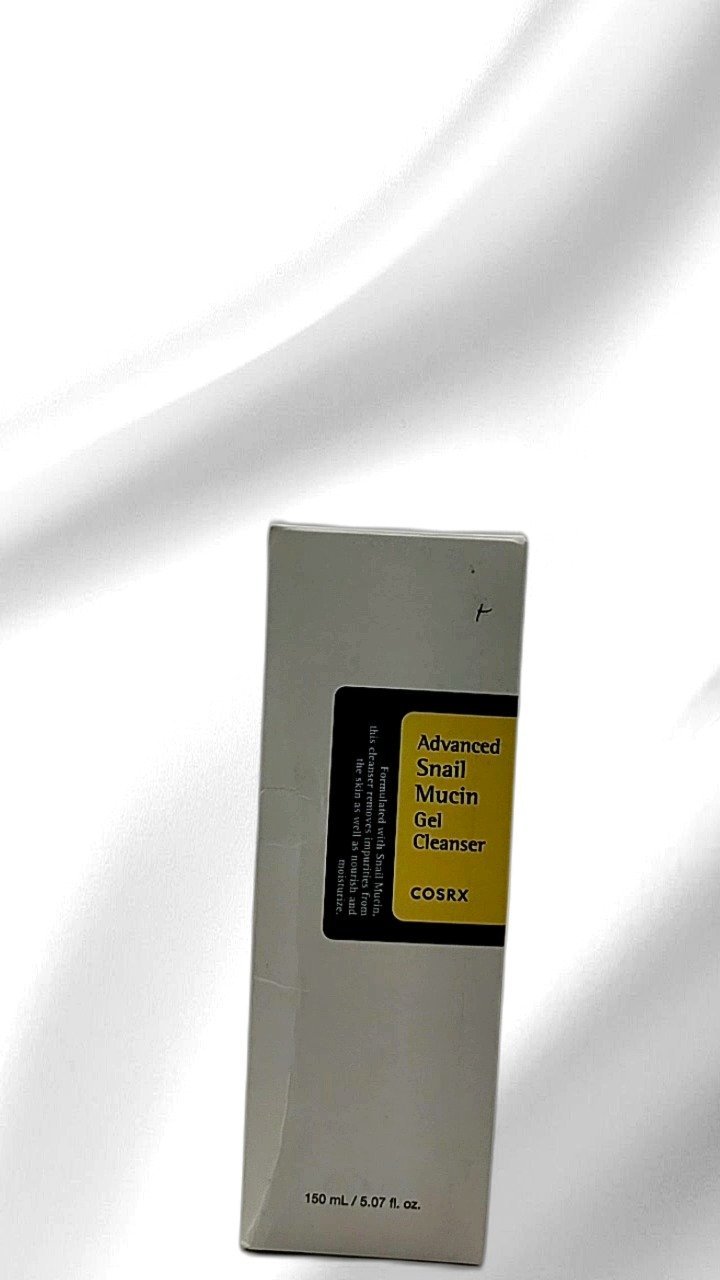 Advanced
Snail
Mucin
Gel
Cleanser
COSRX
Formulated with Snail Mucin,
this cleanser removes impurities from
the skin as well as nourish and
moisturize.
150 mL / 5.07 fl. oz.